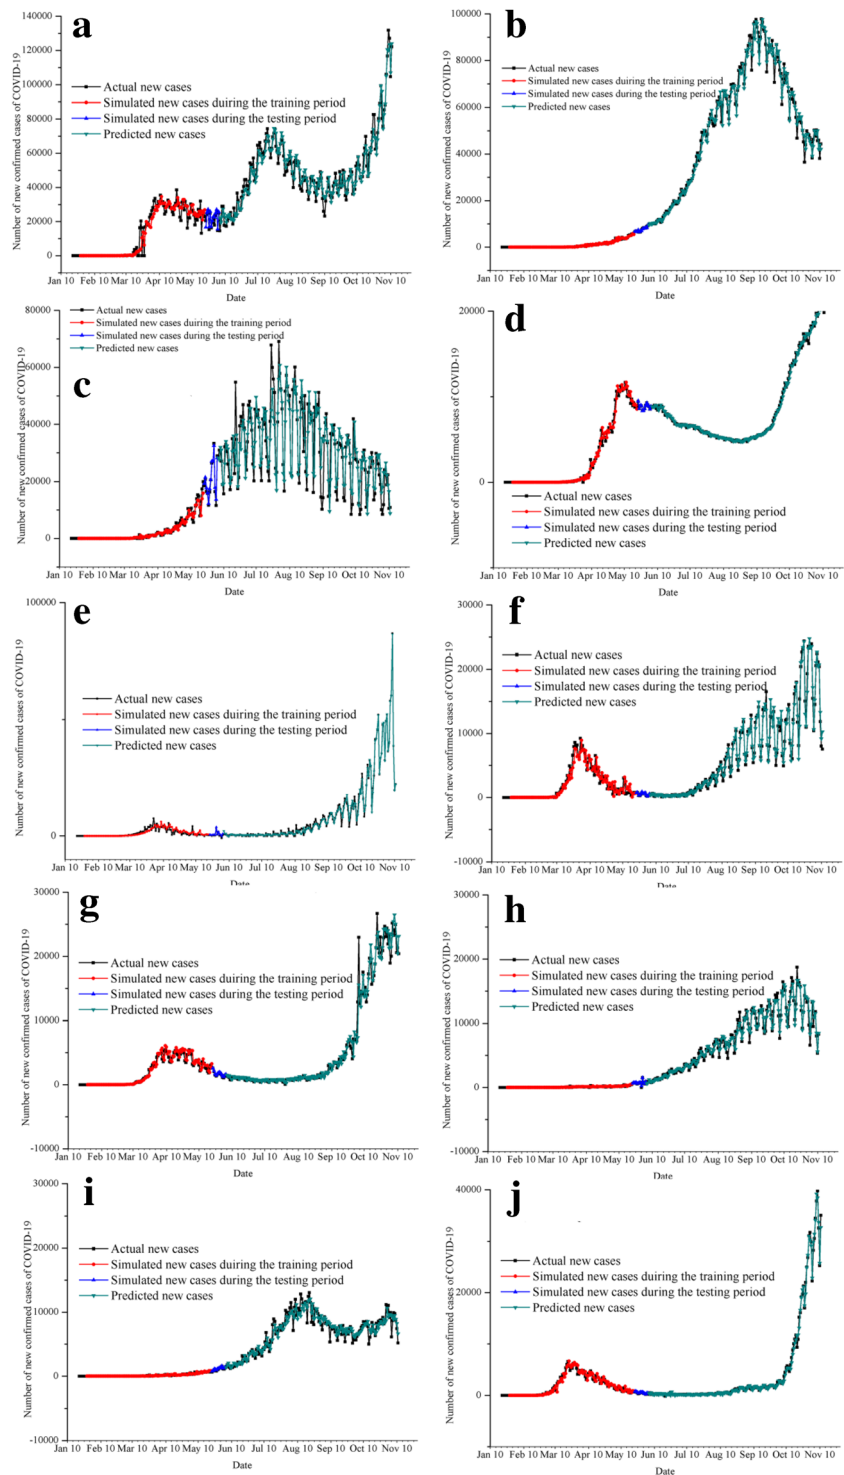 a
Number of new confirmed cases of COVID-19
140000
120000
100000
80000
60000
40000
20000
0
Actual new cases
Simulated new cases duiring the training period
Simulated new cases during the testing period
Predicted new cases
Jan 10 Feb 10 Mar 10 Apr 10 May 10 Jun 10 Jul 10 Aug 10 Sep 10 Oct 10 Nov 10
Date
b
Number of new confirmed cases of COVID-19
100000
80000
60000
40000
20000
0
Actual new cases
Simulated new cases duiring the training period
Simulated new cases during the testing period
Predicted new cases
Jan 10 Feb 10 Mar 10 Apr 10 May 10 Jun 10 Jul 10 Aug 10 Sep 10 Oct 10 Nov 10
Date
c
Number of new confirmed cases of COVID-19
80000
60000
40000
20000
0
Actual new cases
Simulated new cases duiring the training period
Simulated new cases during the testing period
Predicted new cases
Jan 10 Feb 10 Mar 10 Apr 10 May 10 Jun 10 Jul 10 Aug 10 Sep 10 Oct 10 Nov 10
Date
d
Number of new confirmed cases of COVID-19
20000
0
Actual new cases
Simulated new cases duiring the training period
Simulated new cases during the testing period
Predicted new cases
Jan 10 Feb 10 Mar 10 Apr 10 May 10 Jun 10 Jul 10 Aug 10 Sep 10 Oct 10 Nov 10
Date
e
Number of new confirmed cases of COVID-19
100000
0
Actual new cases
Simulated new cases duiring the training period
Simulated new cases during the testing period
Predicted new cases
Jan 10 Feb 10 Mar 10 Apr 10 May 10 Jun 10 Jul 10 Aug 10 Sep 10 Oct 10 Nov 10
Date
f
Number of new confirmed cases of COVID-19
30000
20000
10000
0
-10000
Actual new cases
Simulated new cases duiring the training period
Simulated new cases during the testing period
Predicted new cases
Jan 10 Feb 10 Mar 10 Apr 10 May 10 Jun 10 Jul 10 Aug 10 Sep 10 Oct 10 Nov 10
Date
g
Number of new confirmed cases of COVID-19
30000
20000
10000
0
-10000
Actual new cases
Simulated new cases duiring the training period
Simulated new cases during the testing period
Predicted new cases
Jan 10 Feb 10 Mar 10 Apr 10 May 10 Jun 10 Jul 10 Aug 10 Sep 10 Oct 10 Nov 10
Date
h
Number of new confirmed cases of COVID-19
30000
20000
10000
0
-10000
Actual new cases
Simulated new cases duiring the training period
Simulated new cases during the testing period
Predicted new cases
Jan 10 Feb 10 Mar 10 Apr 10 May 10 Jun 10 Jul 10 Aug 10 Sep 10 Oct 10 Nov 10
Date
i
Number of new confirmed cases of COVID-19
30000
20000
10000
0
-10000
Actual new cases
Simulated new cases duiring the training period
Simulated new cases during the testing period
Predicted new cases
Jan 10 Feb 10 Mar 10 Apr 10 May 10 Jun 10 Jul 10 Aug 10 Sep 10 Oct 10 Nov 10
Date
j
Number of new confirmed cases of COVID-19
40000
20000
0
Actual new cases
Simulated new cases duiring the training period
Simulated new cases during the testing period
Predicted new cases
Jan 10 Feb 10 Mar 10 Apr 10 May 10 Jun 10 Jul 10 Aug 10 Sep 10 Oct 10 Nov 10
Date